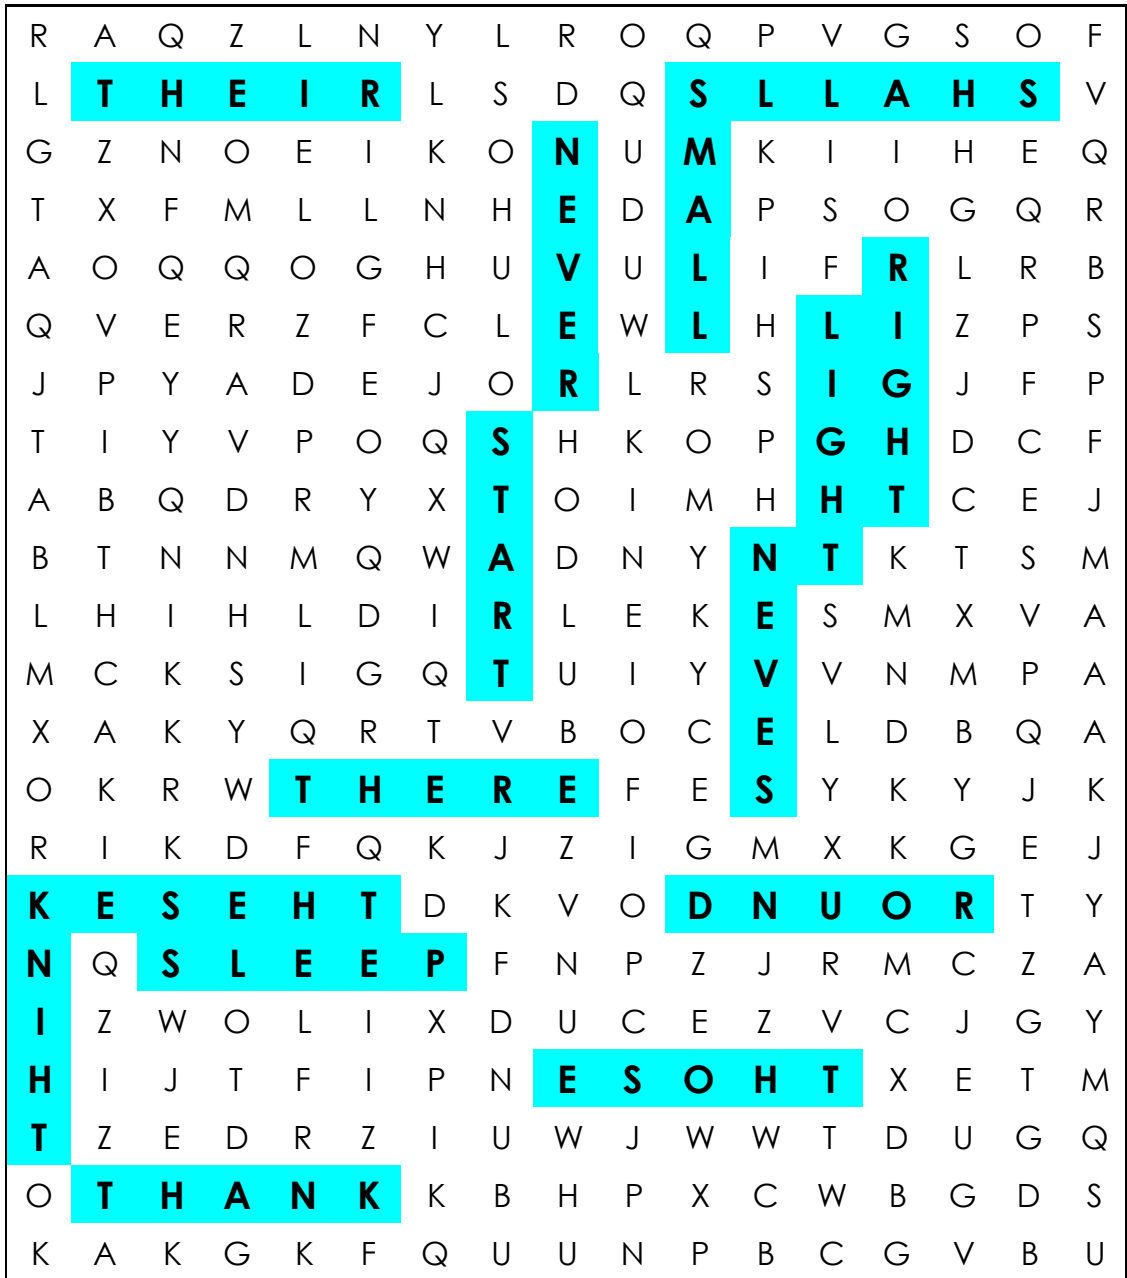 R A Q Z L N Y L R O Q P V G S O F
L T H E I R L S D Q S L L A H S V
G Z N O E I K O N U M K I I H E Q
T X F M L L N H E D A P S O G Q R
A O Q Q O G H U V U L I F R L R B
Q V E R Z F C L E W L H L I Z P S
J P Y A D E J O R L R S I G J F P
T I Y V P O Q S H K O P G H D C F
A B Q D R Y X T O I M H H T C E J
B T N N M Q W A D N Y N T K T S M
L H I H L D I R L E K E S M X V A
M C K S I G Q T U I Y V V N M P A
X A K Y Q R T V B O C E L D B Q A
O K R W T H E R E F E S Y K Y J K
R I K D F Q K J Z I G M X K G E J
K E S E H T D K V O D N U O R T Y
N Q S L E E P F N P Z J R M C Z A
I Z W O L I X D U C E Z V C J G Y
H I J T F I P N E S O H T X E T M
T Z E D R Z I U W J W W T D U G Q
O T H A N K K B H P X C W B G D S
K A K G K F Q U U N P B C G V B U